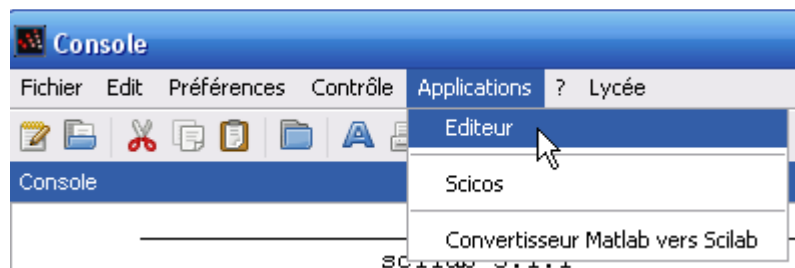 Console
Fichier Edit Préférences Contrôle Applications ? Lycée
Editeur
Console
Scicos
Convertisseur Matlab vers Scilab